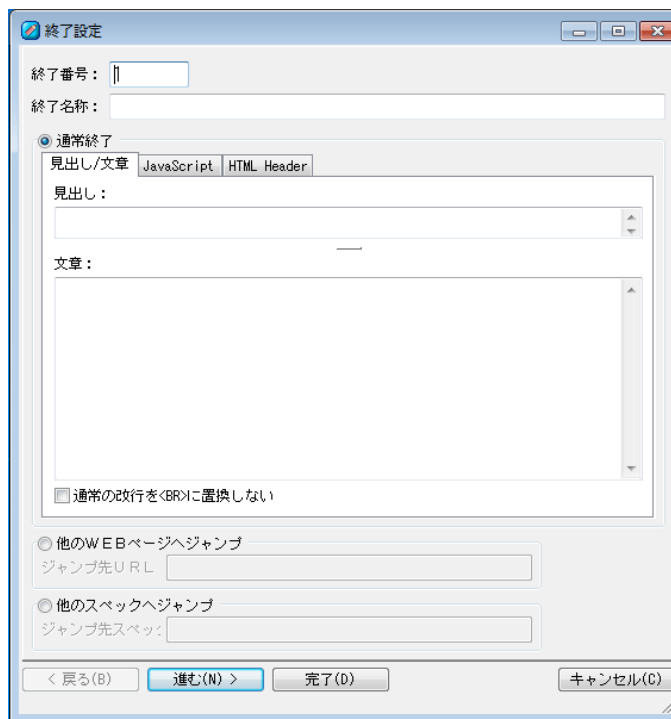 終了設定
終了番号：
終了名称：
通常終了
見出し/文章 JavaScript HTML Header
見出し：
文章：
通常の改行を<BR>に置換しない
他のＷＥＢページへジャンプ
ジャンプ先ＵＲＬ
他のスペックへジャンプ
ジャンプ先スペッ
< 戻る(B) 進む(N) > 完了(D) キャンセル(C)